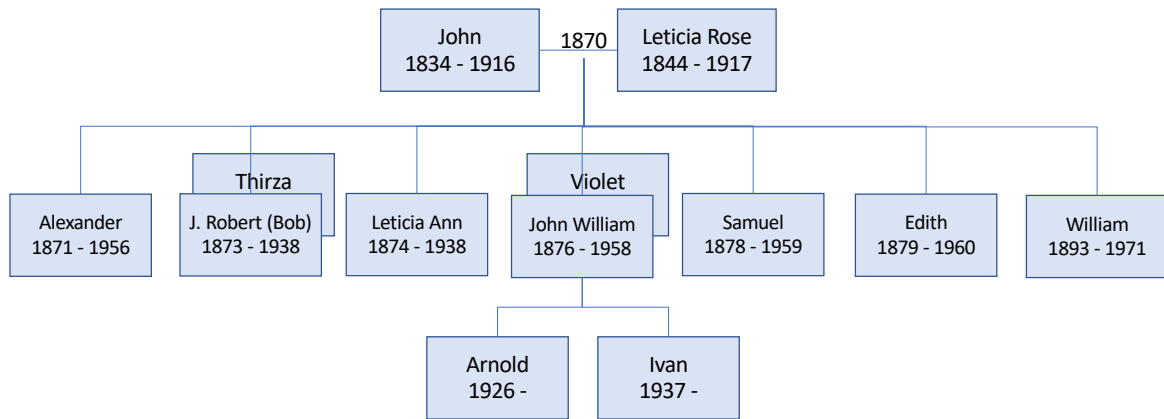 John
1834 - 1916
1870
Leticia Rose
1844 - 1917
Thirza
Violet
Alexander
1871 - 1956
J. Robert (Bob)
1873 - 1938
Leticia Ann
1874 - 1938
John William
1876 - 1958
Samuel
1878 - 1959
Edith
1879 - 1960
William
1893 - 1971
Arnold
1926 -
Ivan
1937 -